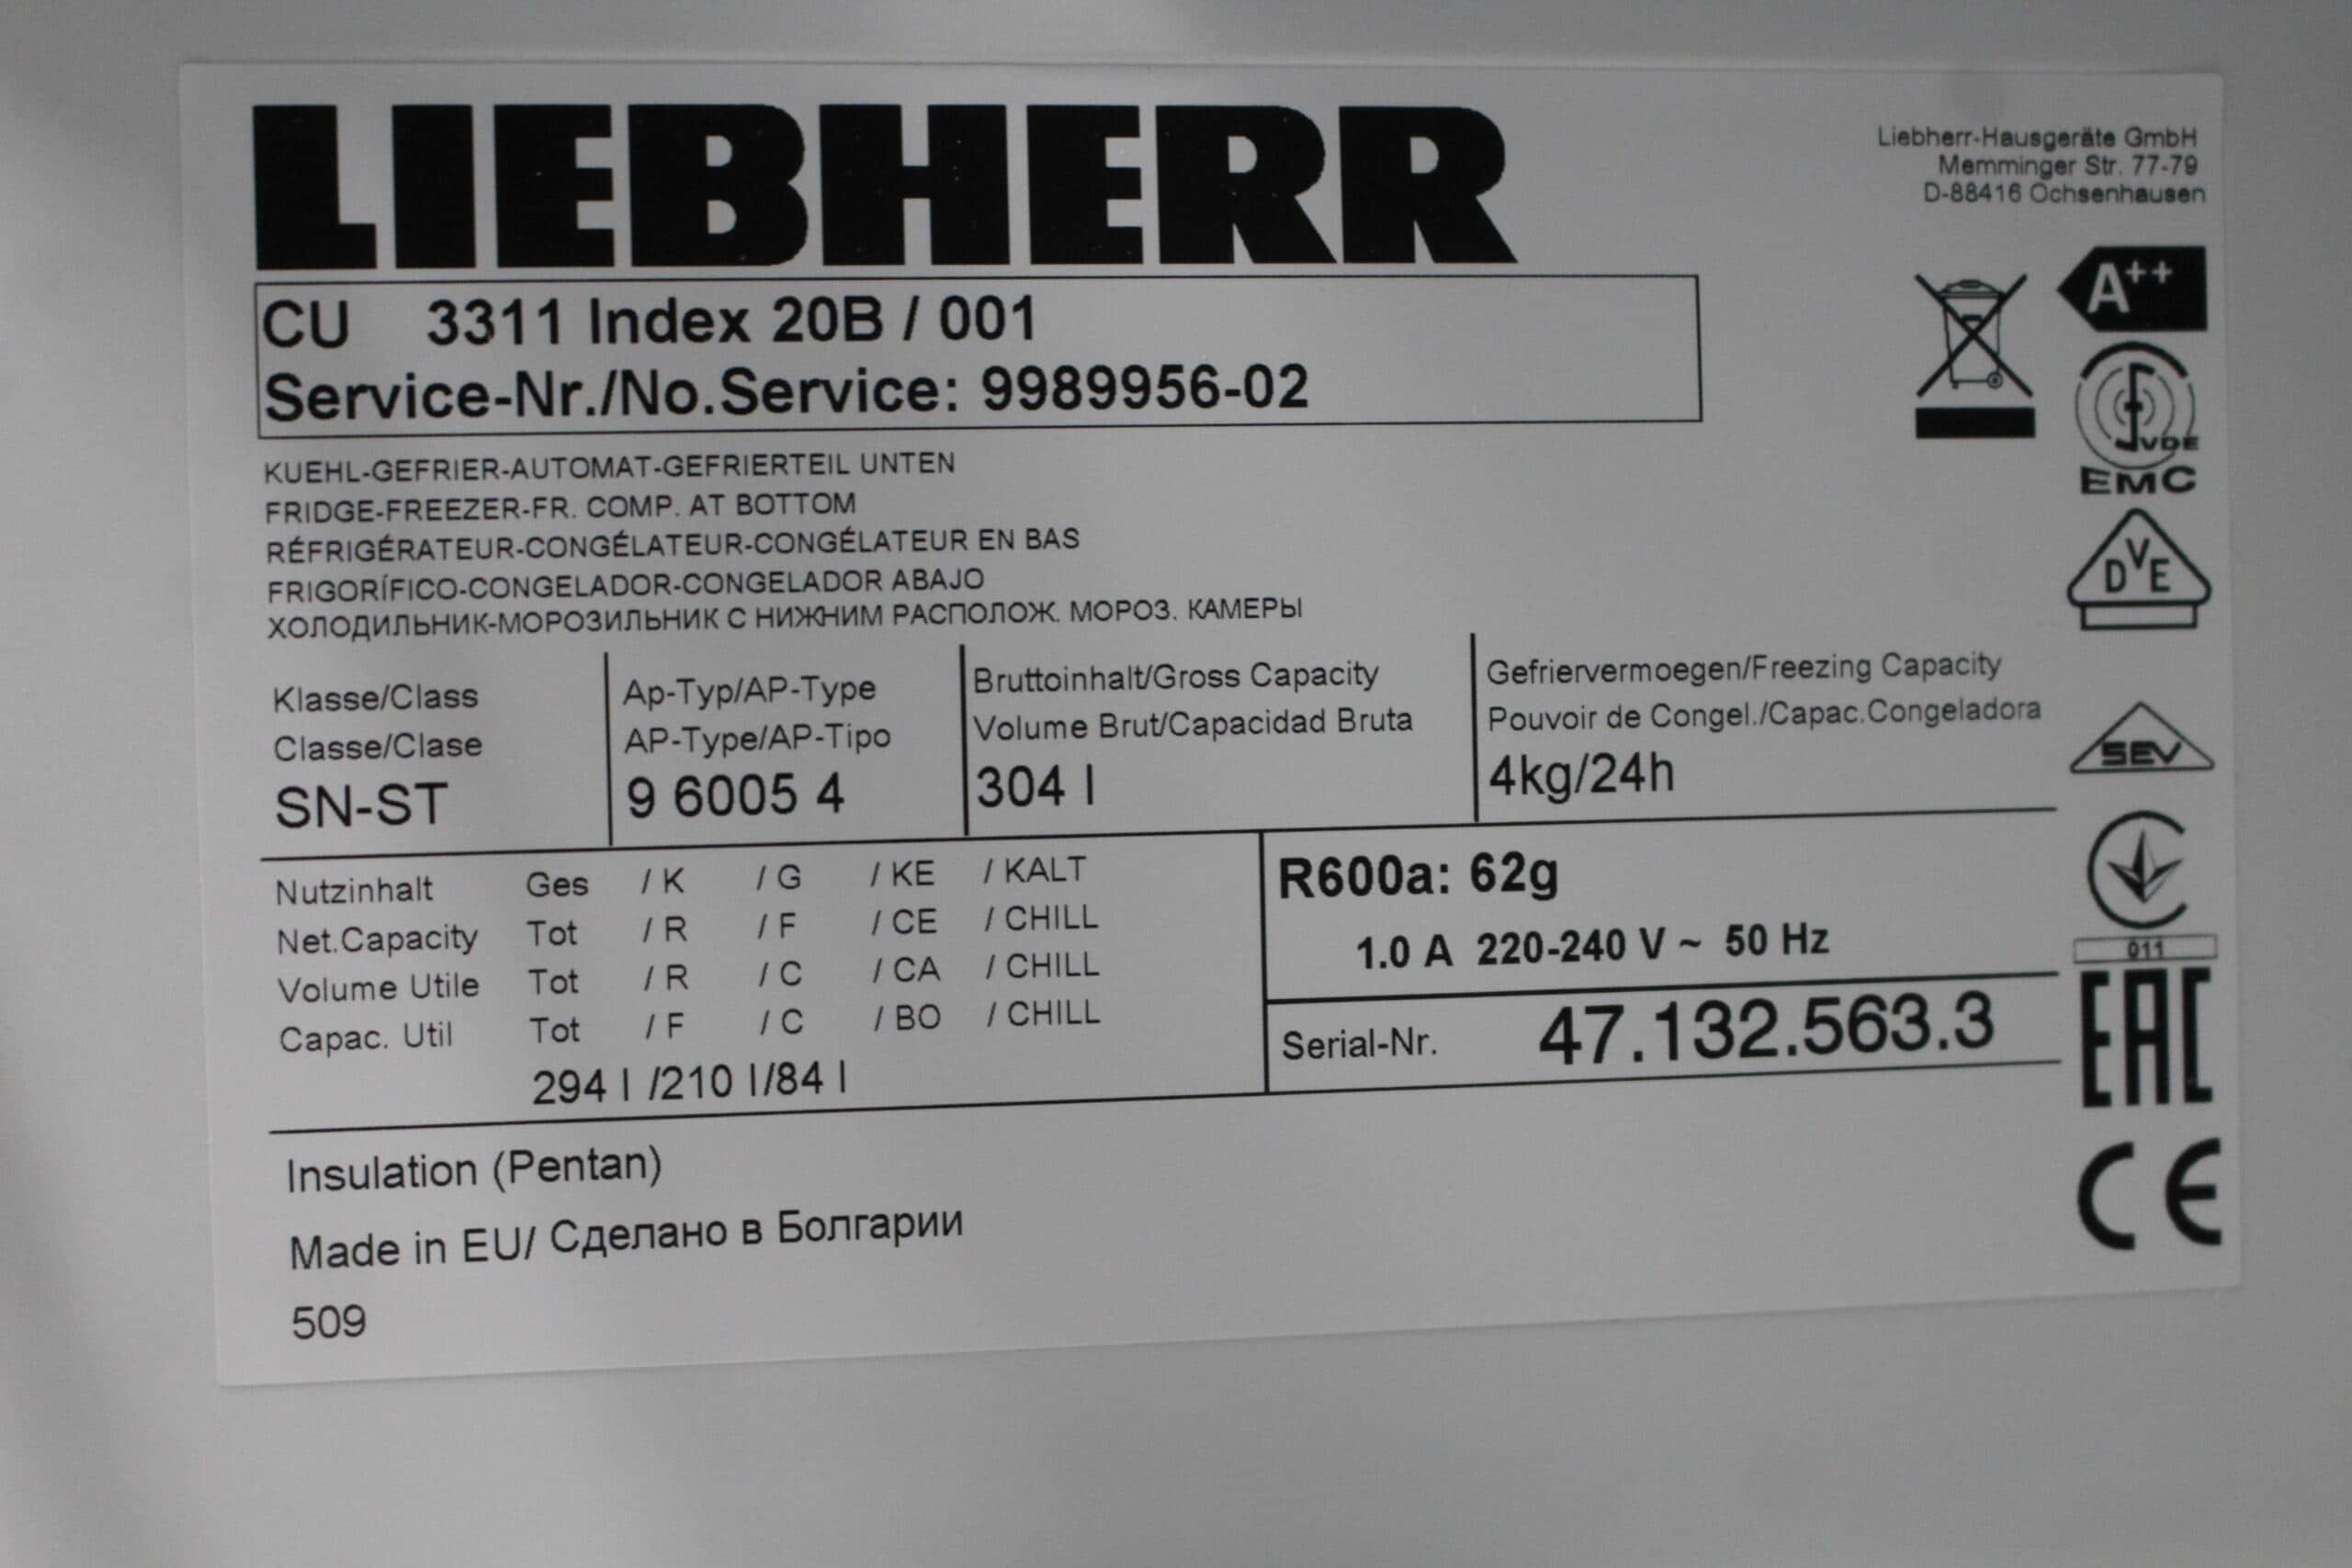 LIEBHERR
Liebherr-Hausgeräte GmbH
Memminger Str. 77-79
D-88416 Ochsenhausen
CU 3311 Index 20B / 001
Service-Nr./No.Service: 9989956-02
A++
VDE
EMC
KUEHL-GEFRIER-AUTOMAT-GEFRIERTEIL UNTEN
FRIDGE-FREEZER-FR. COMP. AT BOTTOM
RÉFRIGÉRATEUR-CONGÉLATEUR-CONGÉLATEUR EN BAS
FRIGORÍFICO-CONGELADOR-CONGELADOR ABAJO
ХОЛОДИЛЬНИК-МОРОЗИЛЬНИК С НИЖНИМ РАСПОЛОЖ. МОРОЗ. КАМЕРЫ
DVE
Klasse/Class
Classe/Clase
SN-ST
Ap-Typ/AP-Type
AP-Type/AP-Tipo
9 6005 4
Bruttoinhalt/Gross Capacity
Volume Brut/Capacidad Bruta
304 l
Gefriervermoegen/Freezing Capacity
Pouvoir de Congel./Capac.Congeladora
4kg/24h
SEV
Nutzinhalt Ges / K / G / KE / KALT
Net.Capacity Tot / R / F / CE / CHILL
Volume Utile Tot / R / C / CA / CHILL
Capac. Util Tot / F / C / BO / CHILL
294 l /210 l/84 l
R600a: 62g
1.0 A 220-240 V ~ 50 Hz
Serial-Nr. 47.132.563.3
011
EAC
CE
Insulation (Pentan)
Made in EU/ Сделано в Болгарии
509